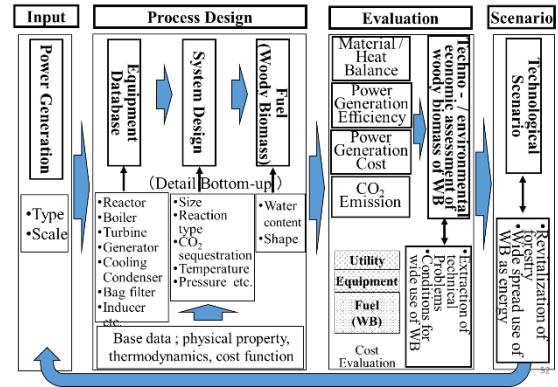 Input
Process Design
Evaluation
Scenario
Power Generation
•Type
•Scale
Equipment
Database
System Design
Fuel
(Woody Biomass)
(Detail Bottom-up)
•Reactor
•Boiler
•Turbine
•Generator
•Cooling
Condenser
•Bag filter
•Inducer
etc.
•Size
•Reaction
type
•CO2
sequestration
•Temperature
•Pressure etc.
•Water
content
•Shape
Base data ; physical property,
thermodynamics, cost function
Material /
Heat
Balance
Power
Generation
Efficiency
Power
Generation
Cost
CO2
Emission
Techno- / environmental
economic assessment of
woody biomass of WB
Utility
Equipment
Fuel
(WB)
Cost
Evaluation
•Extraction of
technical
Problems
•Conditions for
wide use of WB
Technological
Scenario
•Revitalization of
forestry
•Wide spread use of
WB as energy
52